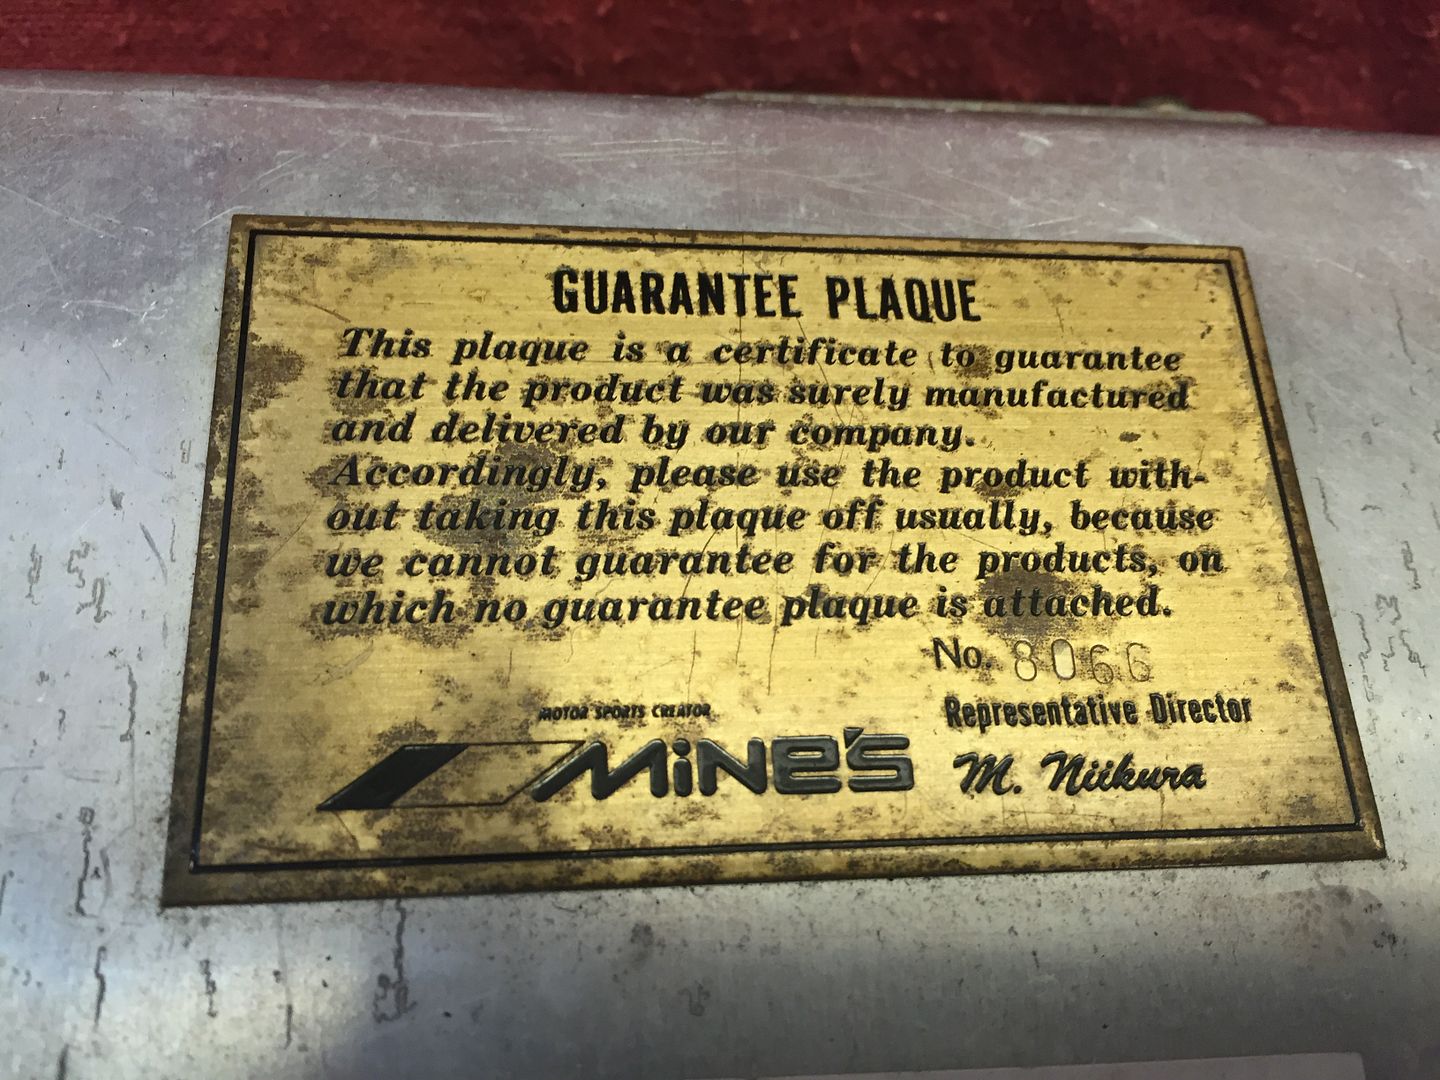 GUARANTEE PLAQUE
This plaque is a certificate to guarantee
that the product was surely manufactured
and delivered by our company.
Accordingly, please use the product with-
out taking this plaque off usually, because
we cannot guarantee for the products, on
which no guarantee plaque is attached.
No. 8066
MOTOR SPORTS CREATOR
MiNe'S
Representative Director
M. Niikura